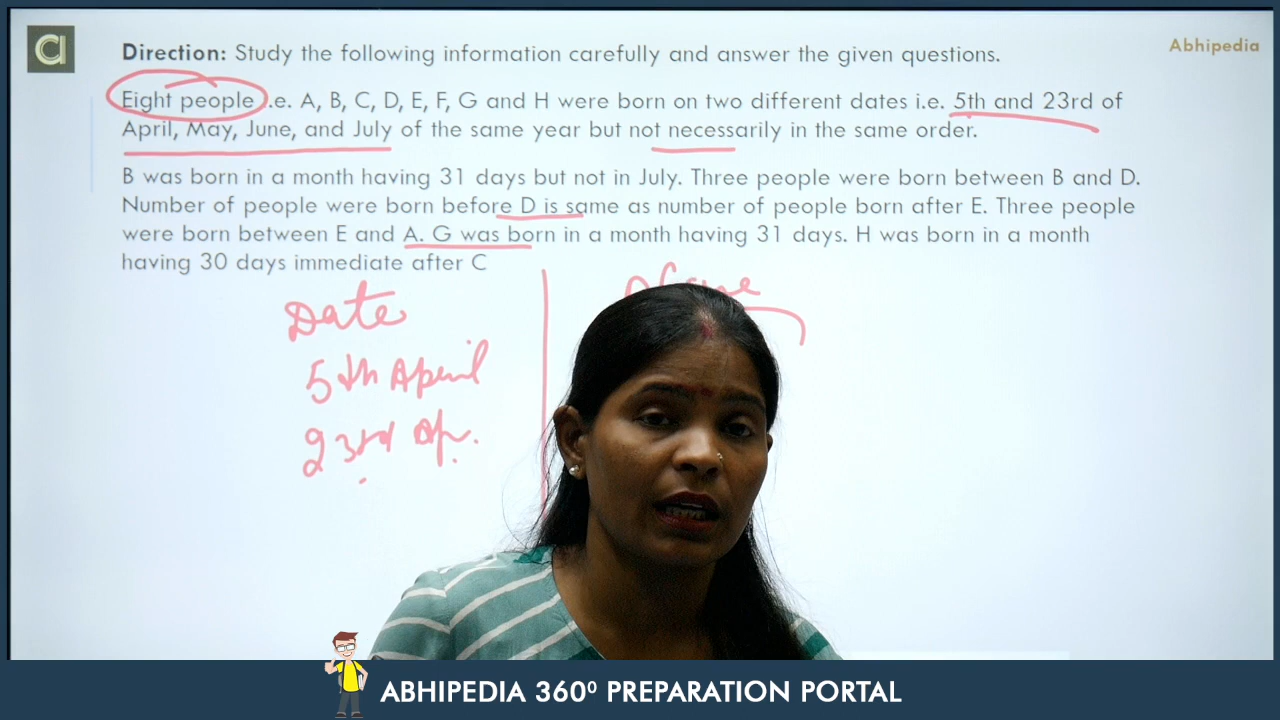 Abhipedia
Direction: Study the following information carefully and answer the given questions.
Eight people i.e. A, B, C, D, E, F, G and H were born on two different dates i.e. 5th and 23rd of
April, May, June, and July of the same year but not necessarily in the same order.
B was born in a month having 31 days but not in July. Three people were born between B and D.
Number of people were born before D is same as number of people born after E. Three people
were born between E and A. G was born in a month having 31 days. H was born in a month
having 30 days immediate after C
Date
5th April
23rd Ap.
ABHIPEDIA 360⁰ PREPARATION PORTAL